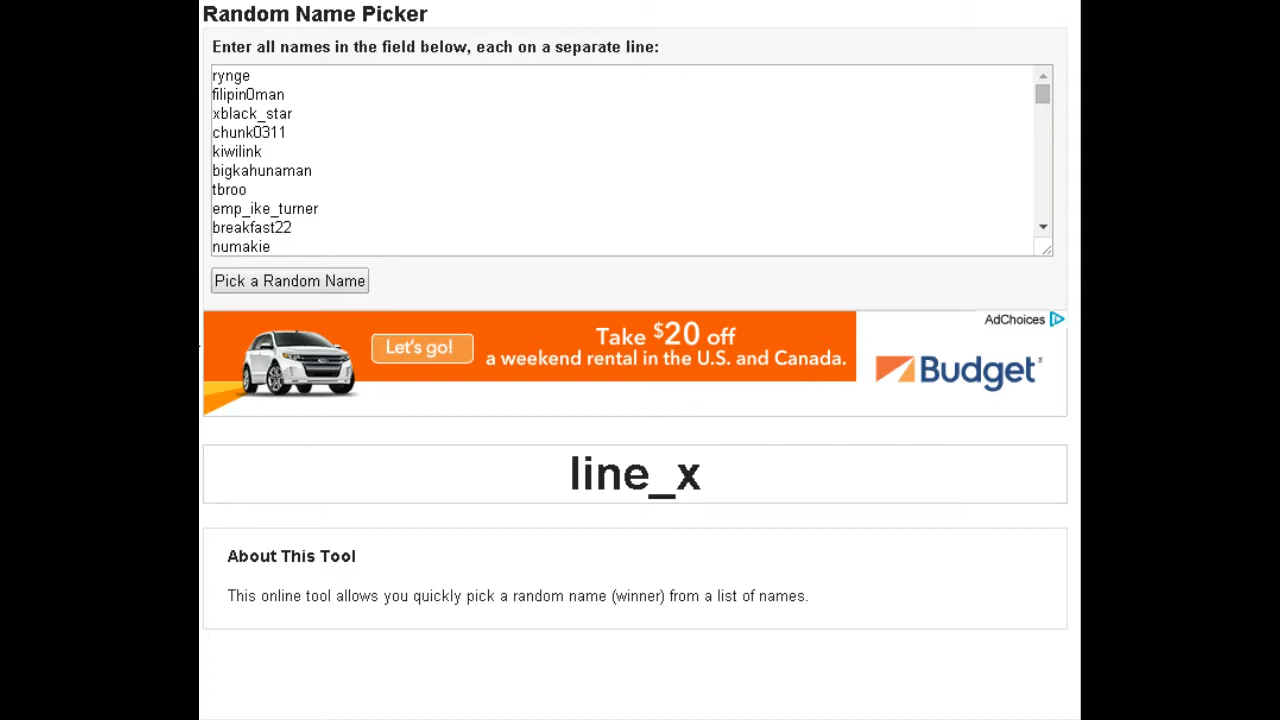 Random Name Picker
Enter all names in the field below, each on a separate line:
rynge
filipin0man
xblack_star
chunk0311
kiwilink
bigkahunaman
tbroo
emp_ike_turner
breakfast22
numakie
Pick a Random Name
AdChoices
Let's go!
Take $20 off
a weekend rental in the U.S. and Canada.
Budget
line_x
About This Tool
This online tool allows you quickly pick a random name (winner) from a list of names.